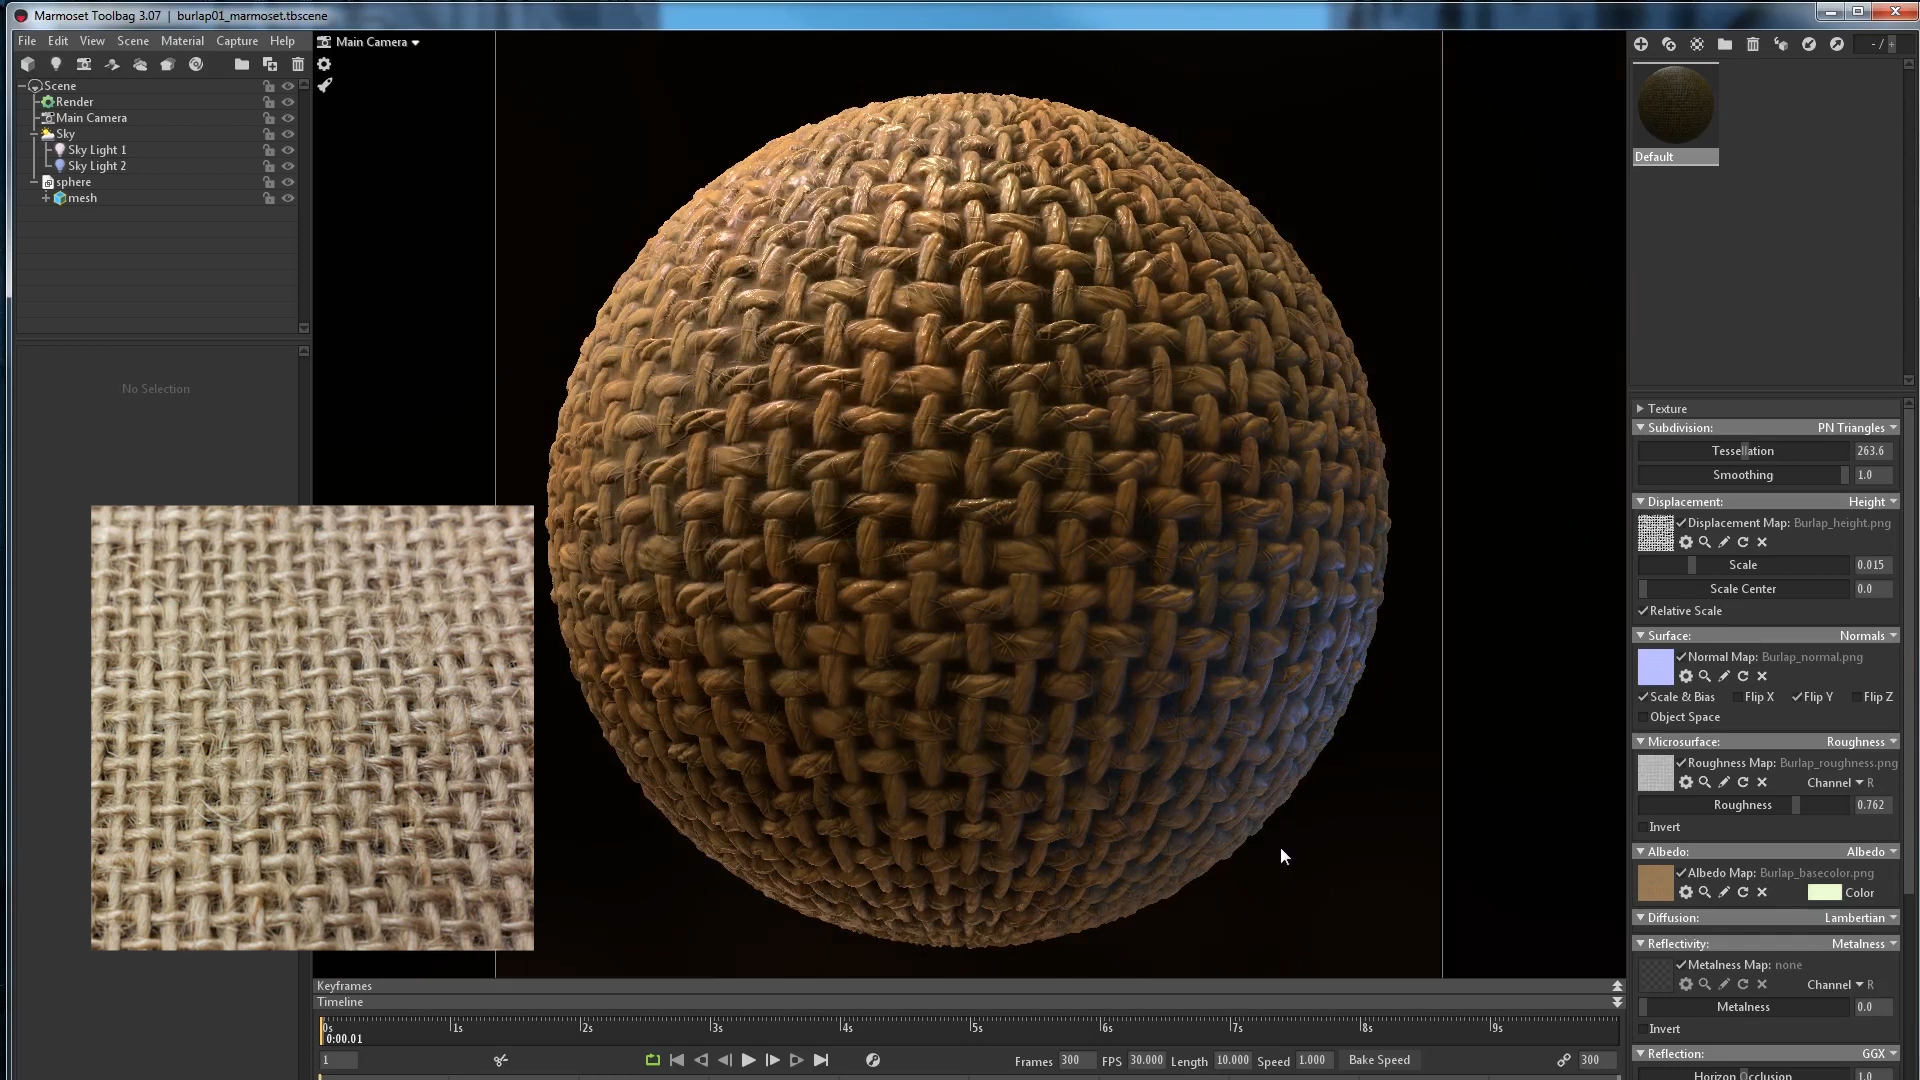 Marmoset Toolbag 3.07 | burlap01_marmoset.tbscene
File Edit View Scene Material Capture Help
Main Camera
- / +
Scene
Render
Main Camera
Sky
Sky Light 1
Sky Light 2
sphere
mesh
No Selection
Default
Texture
Subdivision: PN Triangles
Tessellation 263.6
Smoothing 1.0
Displacement: Height
Displacement Map: Burlap_height.png
Scale 0.015
Scale Center 0.0
Relative Scale
Surface: Normals
Normal Map: Burlap_normal.png
Scale & Bias Flip X Flip Y Flip Z
Object Space
Microsurface: Roughness
Roughness Map: Burlap_roughness.png
Channel R
Roughness 0.762
Invert
Albedo: Albedo
Albedo Map: Burlap_basecolor.png
Color
Diffusion: Lambertian
Reflectivity: Metalness
Metalness Map: none
Channel R
Metalness 0.0
Invert
Reflection: GGX
Horizon Occlusion 1.0
Keyframes
Timeline
0s 1s 2s 3s 4s 5s 6s 7s 8s 9s
0:00.01
1 Frames 300 FPS 30.000 Length 10.000 Speed 1.000 Bake Speed 300